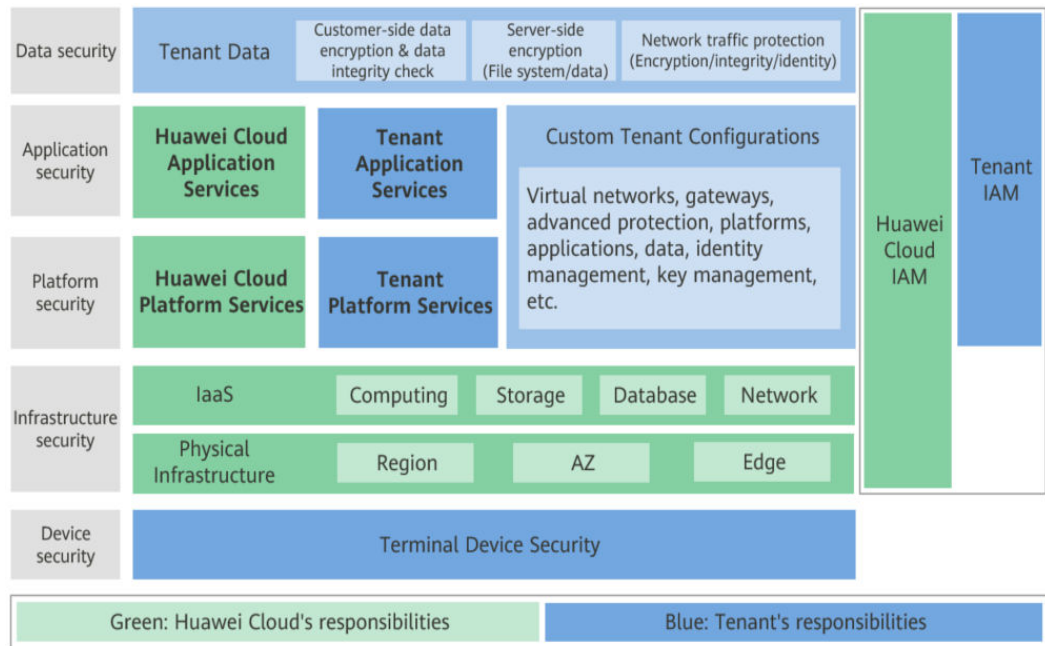 Data security
Tenant Data
Customer-side data
encryption & data
integrity check
Server-side
encryption
(File system/data)
Network traffic protection
(Encryption/integrity/identity)
Application
security
Huawei Cloud
Application
Services
Tenant
Application
Services
Custom Tenant Configurations
Virtual networks, gateways,
advanced protection, platforms,
applications, data, identity
management, key management,
etc.
Platform
security
Huawei Cloud
Platform Services
Tenant
Platform Services
Huawei
Cloud
IAM
Tenant
IAM
Infrastructure
security
IaaS
Computing
Storage
Database
Network
Physical
Infrastructure
Region
AZ
Edge
Device
security
Terminal Device Security
Green: Huawei Cloud's responsibilities
Blue: Tenant's responsibilities